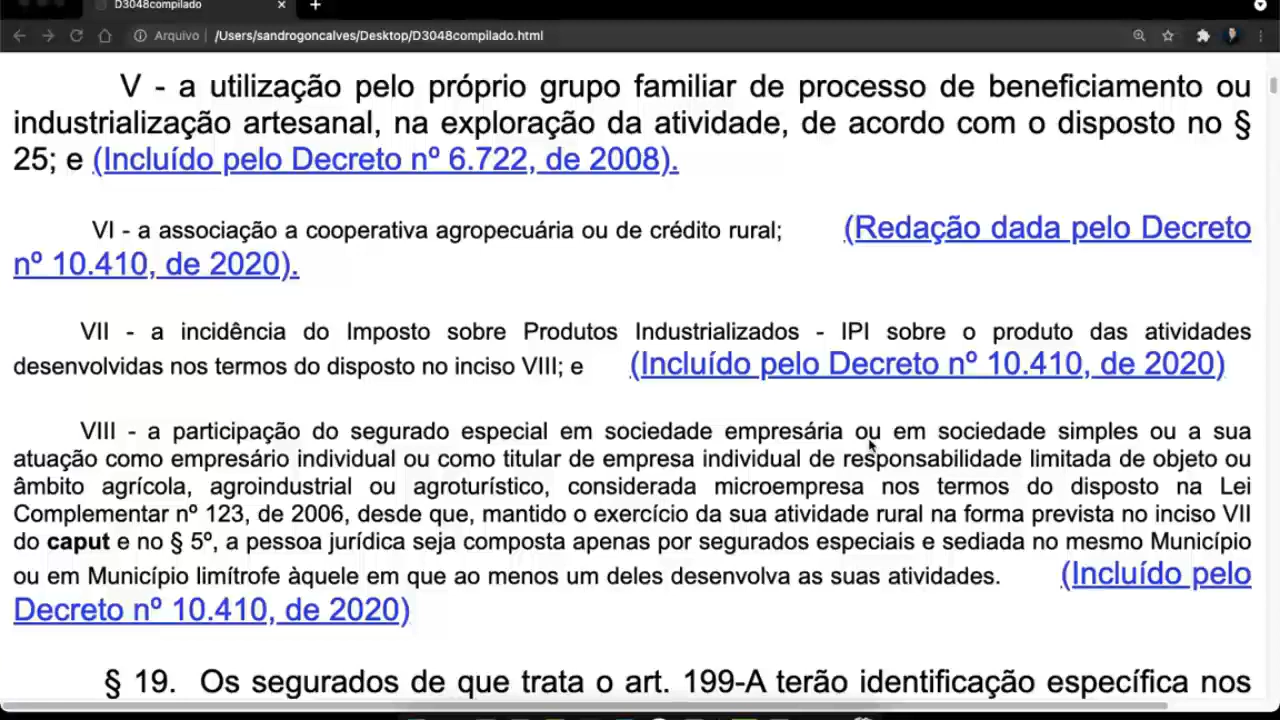 D3048compilado
Arquivo | /Users/sandrogoncalves/Desktop/D3048compilado.html
V - a utilização pelo próprio grupo familiar de processo de beneficiamento ou
industrialização artesanal, na exploração da atividade, de acordo com o disposto no §
25; e (Incluído pelo Decreto nº 6.722, de 2008).
VI - a associação a cooperativa agropecuária ou de crédito rural; (Redação dada pelo Decreto
nº 10.410, de 2020).
VII - a incidência do Imposto sobre Produtos Industrializados - IPI sobre o produto das atividades
desenvolvidas nos termos do disposto no inciso VIII; e (Incluído pelo Decreto nº 10.410, de 2020)
VIII - a participação do segurado especial em sociedade empresária ou em sociedade simples ou a sua
atuação como empresário individual ou como titular de empresa individual de responsabilidade limitada de objeto ou
âmbito agrícola, agroindustrial ou agroturístico, considerada microempresa nos termos do disposto na Lei
Complementar nº 123, de 2006, desde que, mantido o exercício da sua atividade rural na forma prevista no inciso VII
do caput e no § 5º, a pessoa jurídica seja composta apenas por segurados especiais e sediada no mesmo Município
ou em Município limítrofe àquele em que ao menos um deles desenvolva as suas atividades. (Incluído pelo
Decreto nº 10.410, de 2020)
§ 19. Os segurados de que trata o art. 199-A terão identificação específica nos